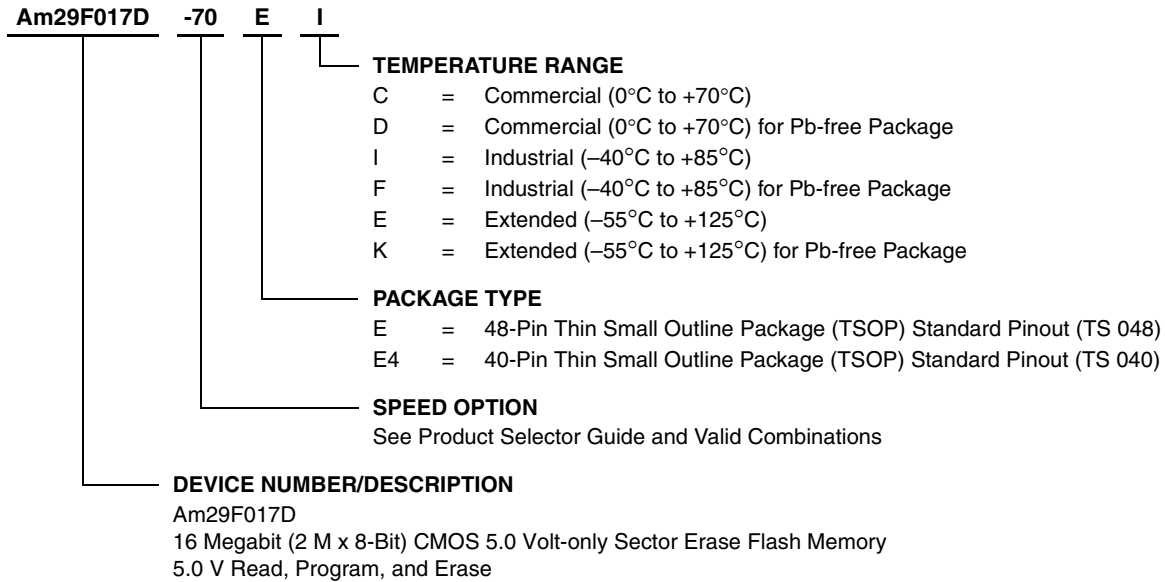 Am29F017D -70 E I
TEMPERATURE RANGE
C = Commercial (0°C to +70°C)
D = Commercial (0°C to +70°C) for Pb-free Package
I = Industrial (–40°C to +85°C)
F = Industrial (–40°C to +85°C) for Pb-free Package
E = Extended (–55°C to +125°C)
K = Extended (–55°C to +125°C) for Pb-free Package
PACKAGE TYPE
E = 48-Pin Thin Small Outline Package (TSOP) Standard Pinout (TS 048)
E4 = 40-Pin Thin Small Outline Package (TSOP) Standard Pinout (TS 040)
SPEED OPTION
See Product Selector Guide and Valid Combinations
DEVICE NUMBER/DESCRIPTION
Am29F017D
16 Megabit (2 M x 8-Bit) CMOS 5.0 Volt-only Sector Erase Flash Memory
5.0 V Read, Program, and Erase